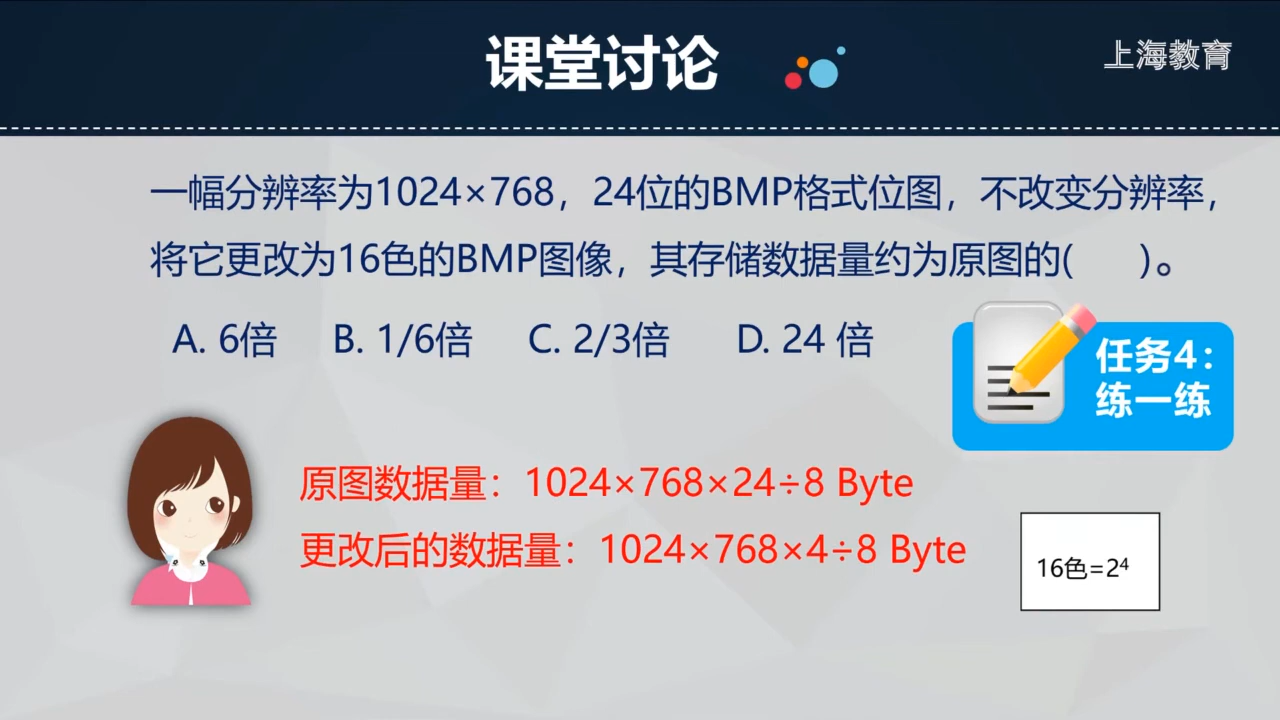 课堂讨论
上海教育
一幅分辨率为1024×768，24位的BMP格式位图，不改变分辨率，
将它更改为16色的BMP图像，其存储数据量约为原图的(　　)。
A. 6倍　B. 1/6倍　C. 2/3倍　D. 24 倍
任务4：
练一练
原图数据量：1024×768×24÷8 Byte
更改后的数据量：1024×768×4÷8 Byte
16色=2⁴